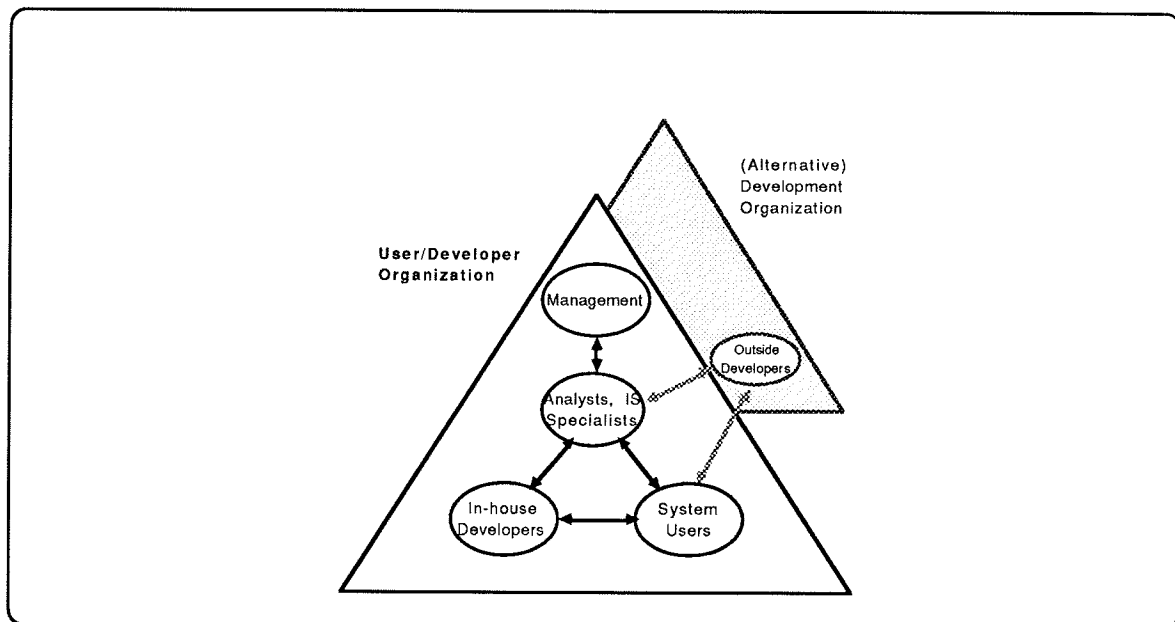 (Alternative)
Development
Organization
User/Developer
Organization
Management
Outside
Developers
Analysts, IS
Specialists
In-house
Developers
System
Users